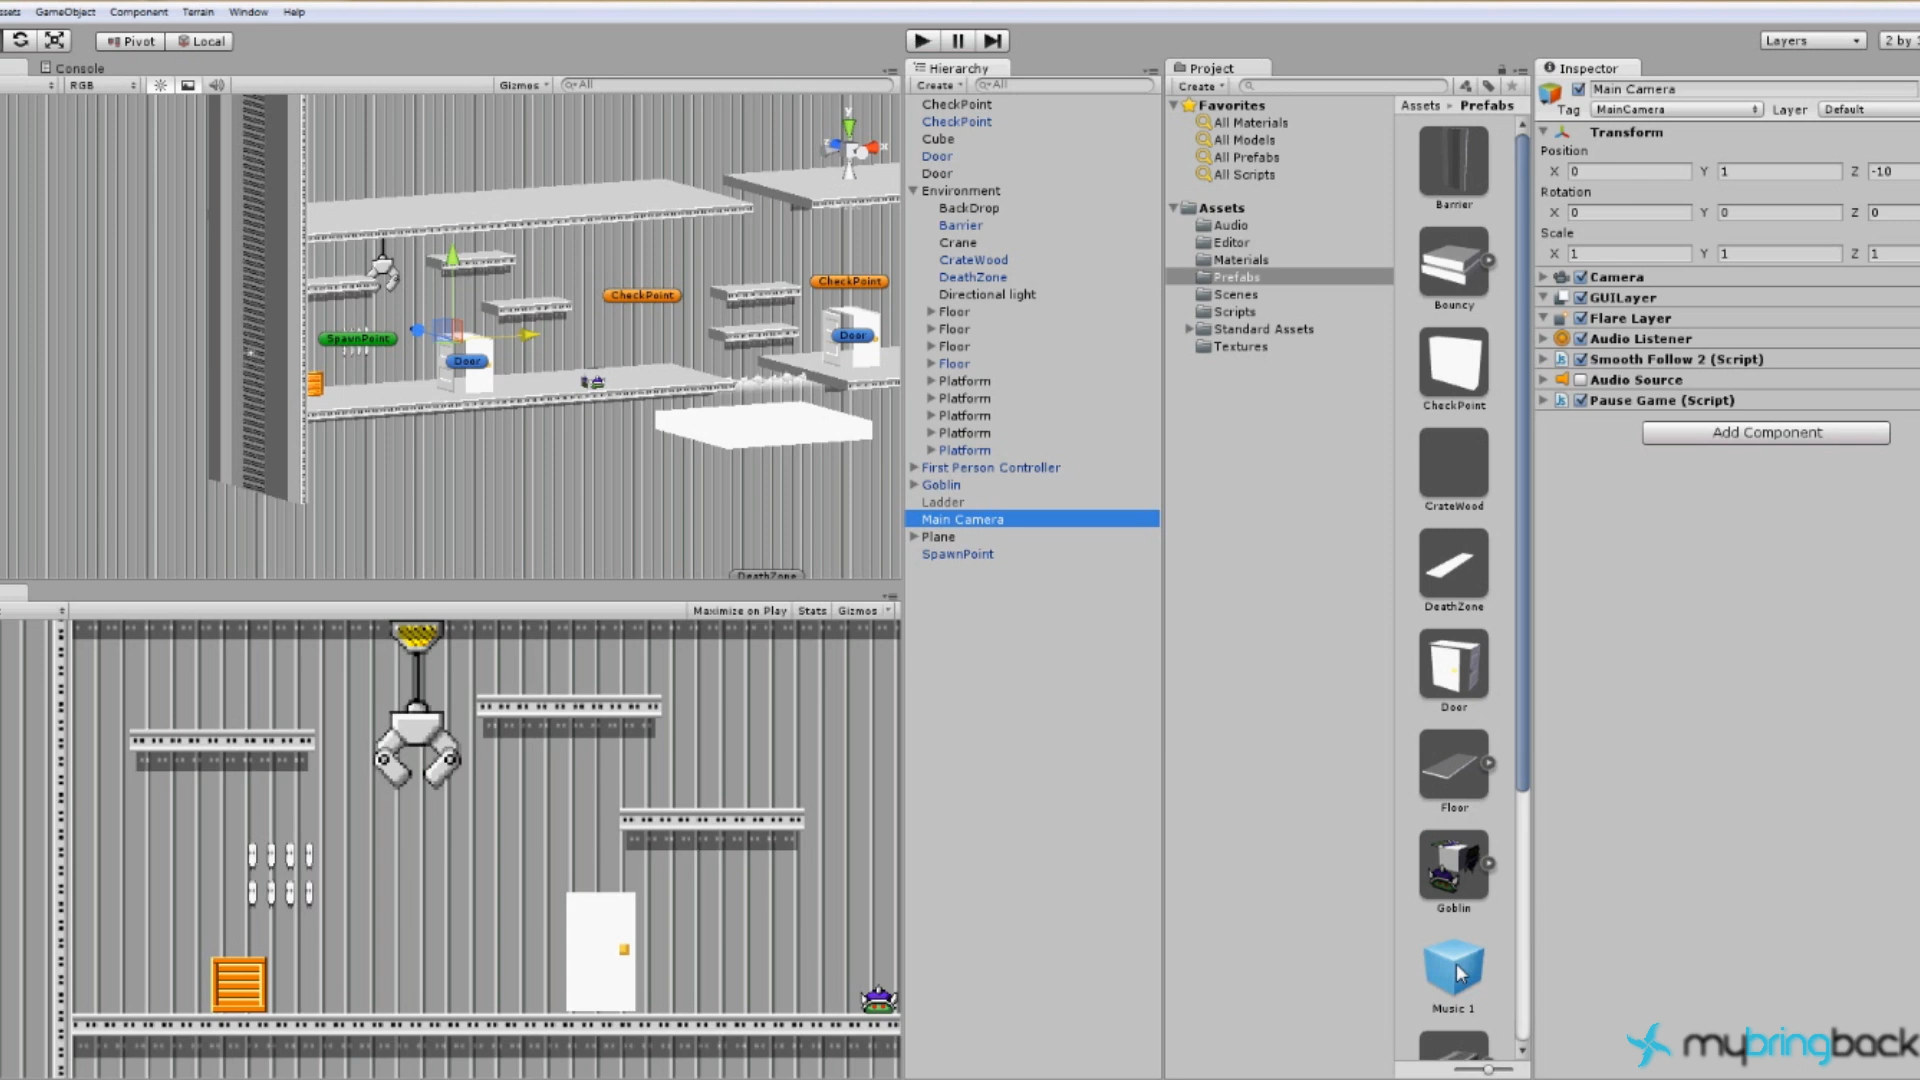 ssets GameObject Component Terrain Window Help
Pivot Local
Layers
2 by
Console
RGB
Gizmos
All
DeathZone
SpawnPoint
Door
CheckPoint
CheckPoint
Door
x
Maximize on Play Stats Gizmos
Hierarchy
Create All
CheckPoint
CheckPoint
Cube
Door
Door
Environment
BackDrop
Barrier
Crane
CrateWood
DeathZone
Directional light
Floor
Floor
Floor
Floor
Platform
Platform
Platform
Platform
Platform
First Person Controller
Goblin
Ladder
Main Camera
Plane
SpawnPoint
Project
Create
Favorites
All Materials
All Models
All Prefabs
All Scripts
Assets
Audio
Editor
Materials
Prefabs
Scenes
Scripts
Standard Assets
Textures
Assets Prefabs
Barrier
Bouncy
CheckPoint
CrateWood
DeathZone
Door
Floor
Goblin
Music 1
Inspector
Main Camera
Tag MainCamera Layer Default
Transform
Position
X 0 Y 1 Z -10
Rotation
X 0 Y 0 Z 0
Scale
X 1 Y 1 Z 1
Camera
GUILayer
Flare Layer
Audio Listener
Smooth Follow 2 (Script)
Audio Source
Pause Game (Script)
Add Component
mybringback